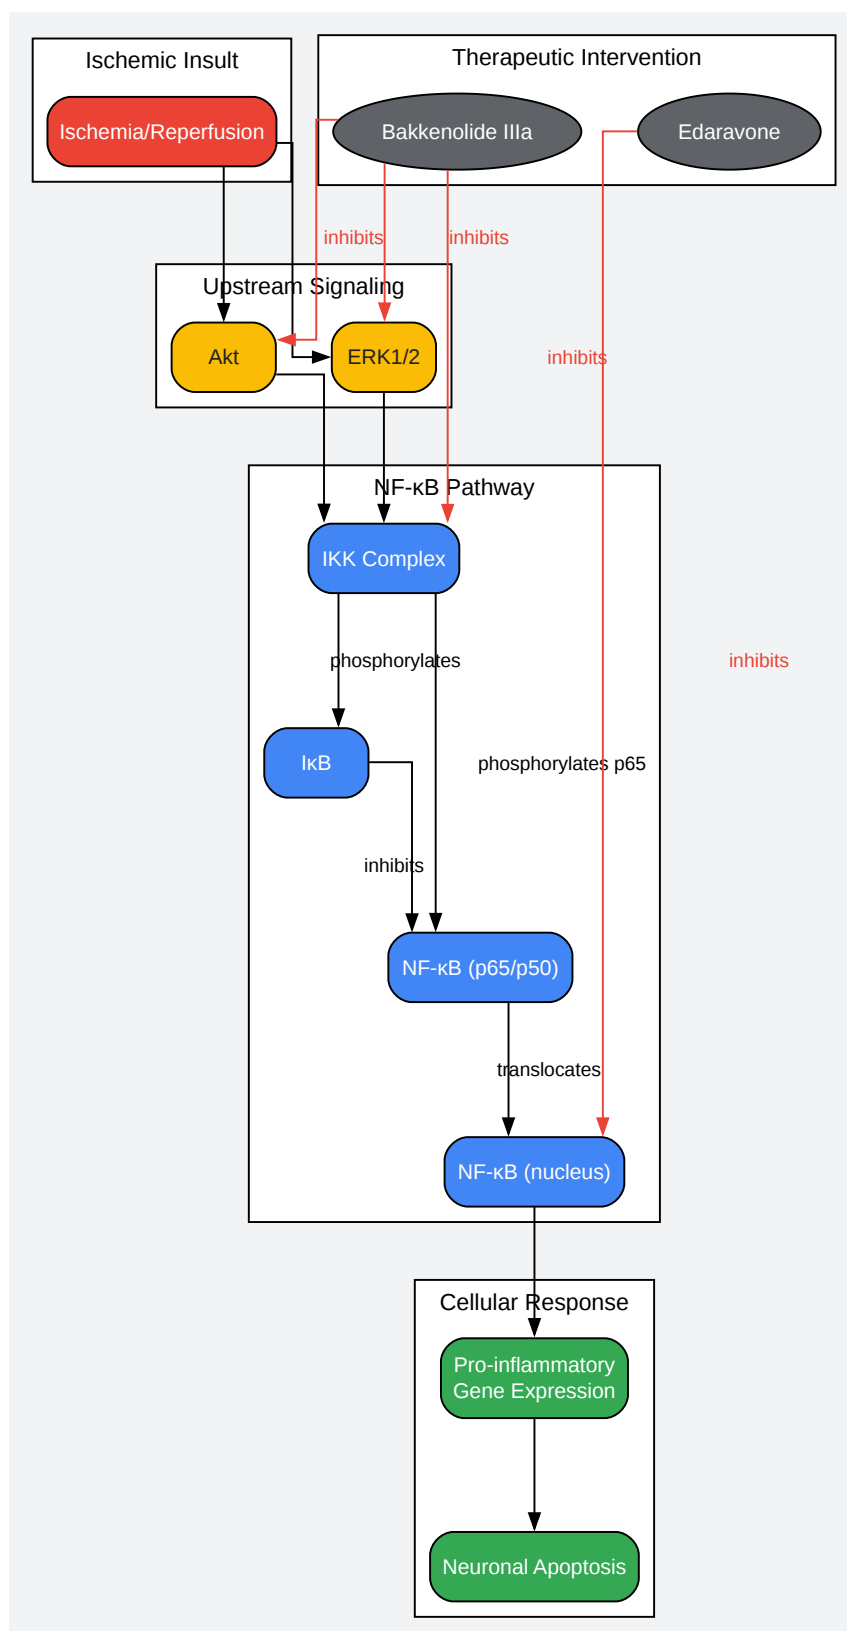 Ischemic Insult
Therapeutic Intervention
Ischemia/Reperfusion
Bakkenolide IIIa
Edaravone
inhibits
inhibits
Upstream Signaling
Akt
ERK1/2
inhibits
NF-κB Pathway
IKK Complex
phosphorylates
inhibits
IκB
phosphorylates p65
inhibits
NF-κB (p65/p50)
translocates
NF-κB (nucleus)
Cellular Response
Pro-inflammatory
Gene Expression
Neuronal Apoptosis